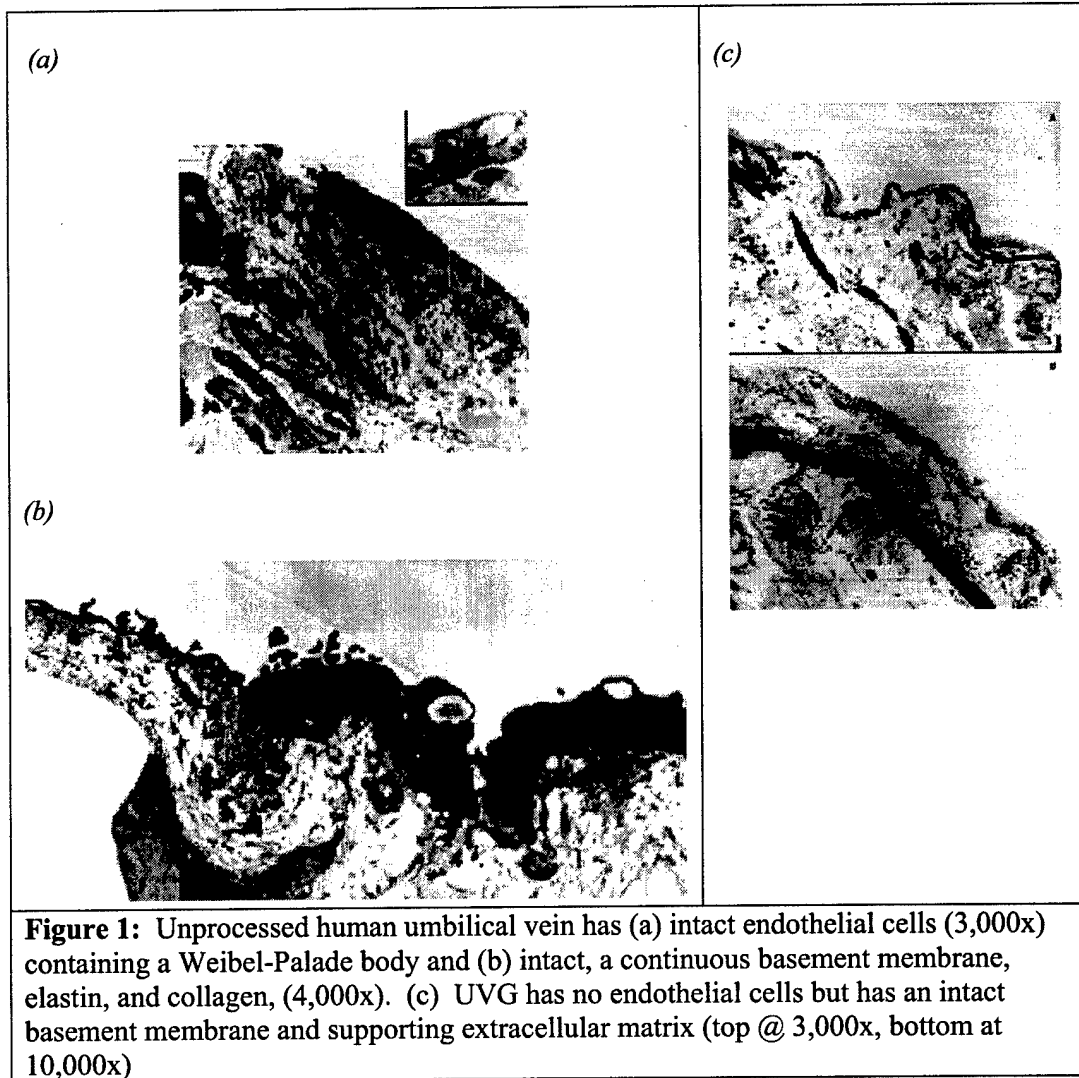 (a)
(b)
(c)
A
B
Figure 1: Unprocessed human umbilical vein has (a) intact endothelial cells (3,000x)
containing a Weibel-Palade body and (b) intact, a continuous basement membrane,
elastin, and collagen, (4,000x). (c) UVG has no endothelial cells but has an intact
basement membrane and supporting extracellular matrix (top @ 3,000x, bottom at
10,000x)